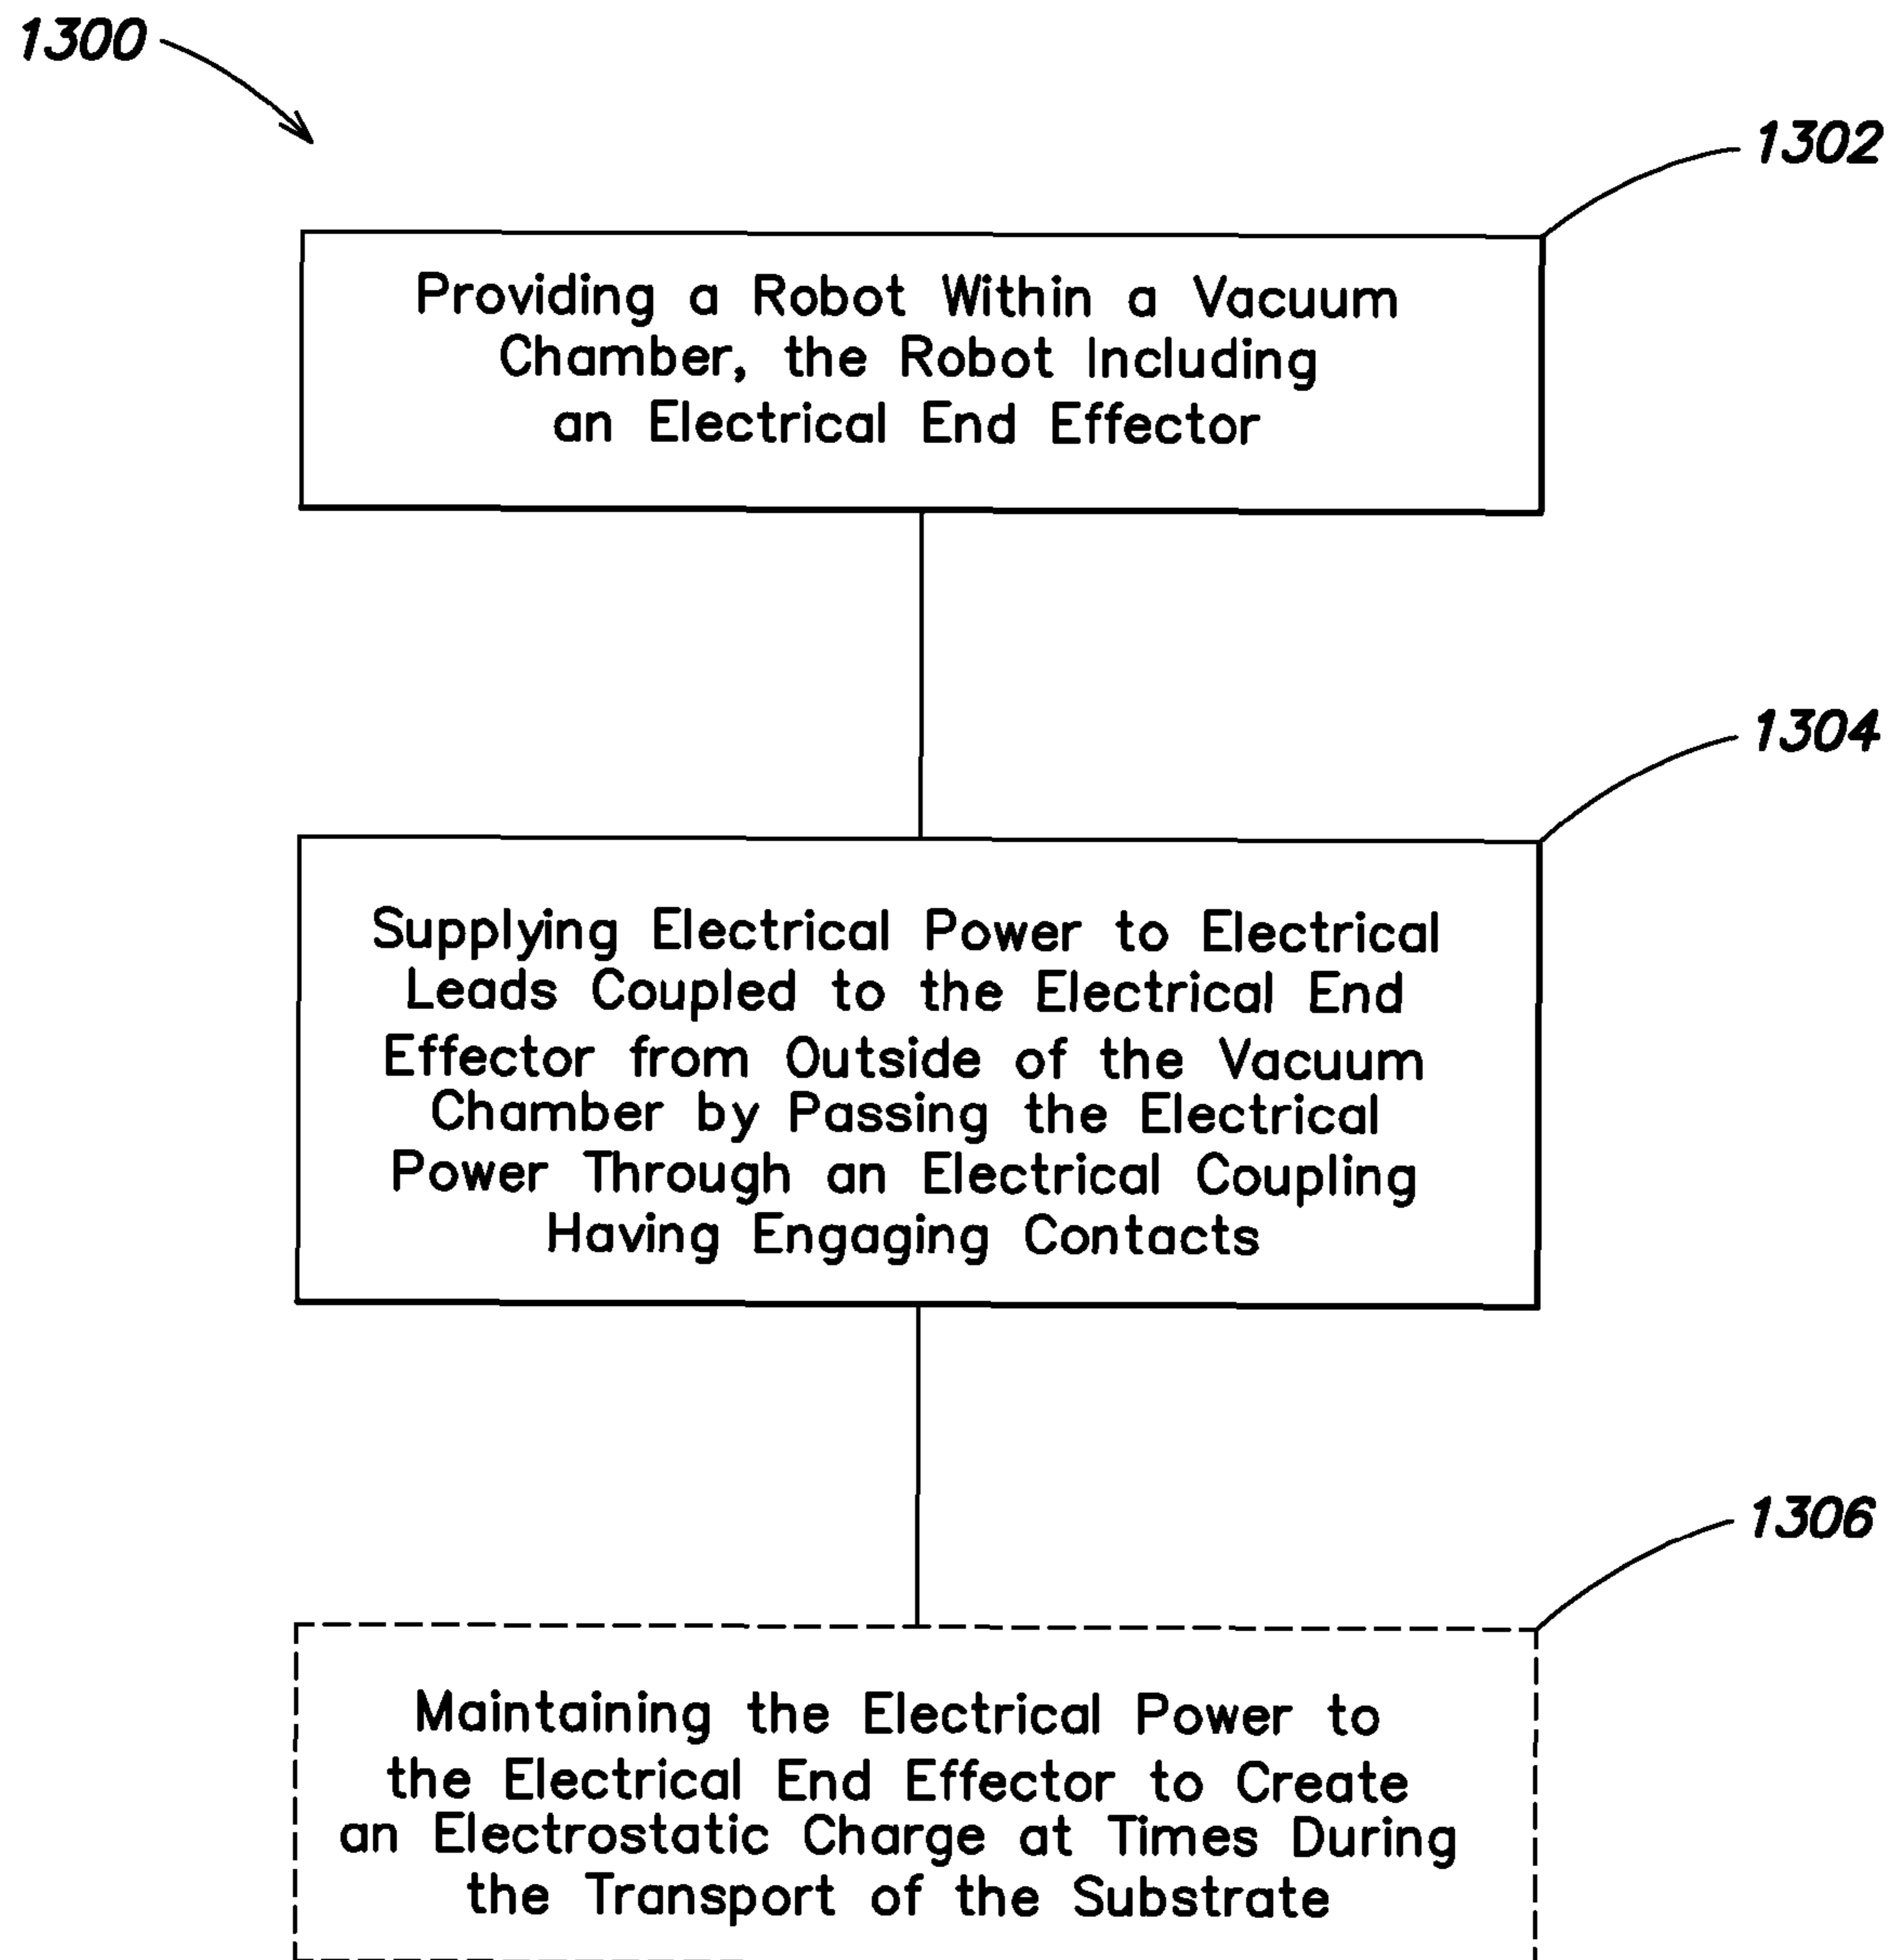 1300
1302
Providing a Robot Within a Vacuum
Chamber, the Robot Including
an Electrical End Effector
1304
Supplying Electrical Power to Electrical
Leads Coupled to the Electrical End
Effector from Outside of the Vacuum
Chamber by Passing the Electrical
Power Through an Electrical Coupling
Having Engaging Contacts
1306
Maintaining the Electrical Power to
the Electrical End Effector to Create
an Electrostatic Charge at Times During
the Transport of the Substrate